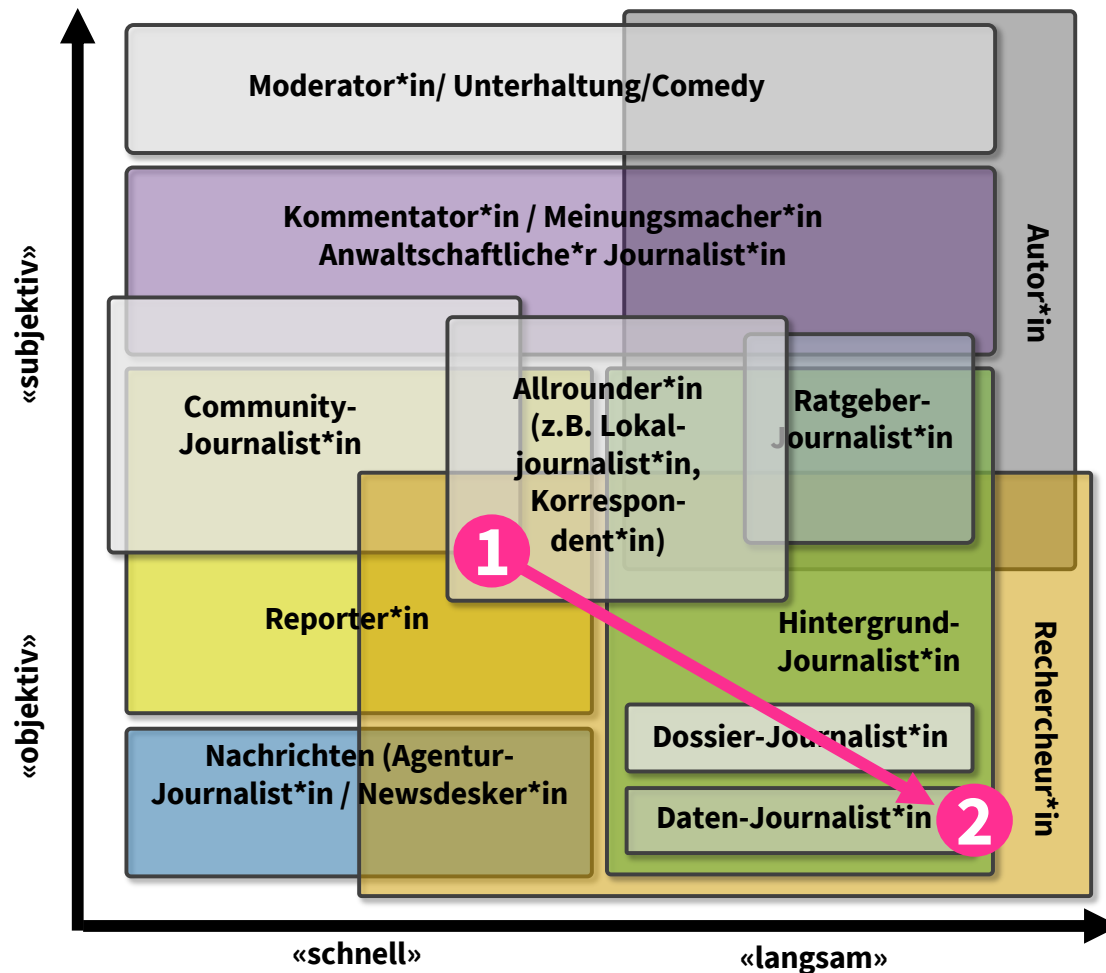 Moderator*in/ Unterhaltung/Comedy
Kommentator*in / Meinungsmacher*in
Anwaltschaftliche*r Journalist*in
Autor*in
«subjektiv»
Community-
Journalist*in
Allrounder*in
(z.B. Lokal-
journalist*in,
Korrespon-
dent*in)
Ratgeber-
Journalist*in
1
Reporter*in
Hintergrund-
Journalist*in
Rechercheur*in
«objektiv»
Nachrichten (Agentur-
Journalist*in / Newsdesker*in
Dossier-Journalist*in
Daten-Journalist*in
2
«schnell»
«langsam»